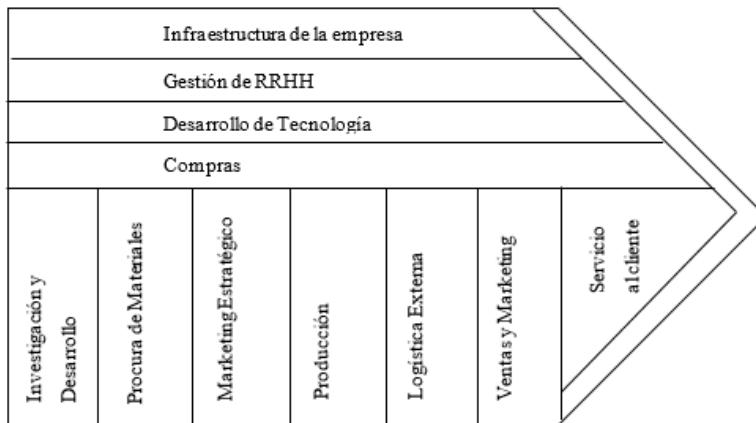 Infraestructura de la empresa
Gestión de RRHH
Desarrollo de Tecnología
Compras
Investigación y
Desarrollo
Procura de Materiales
Marketing Estratégico
Producción
Logística Externa
Ventas y Marketing
Servicio
al cliente